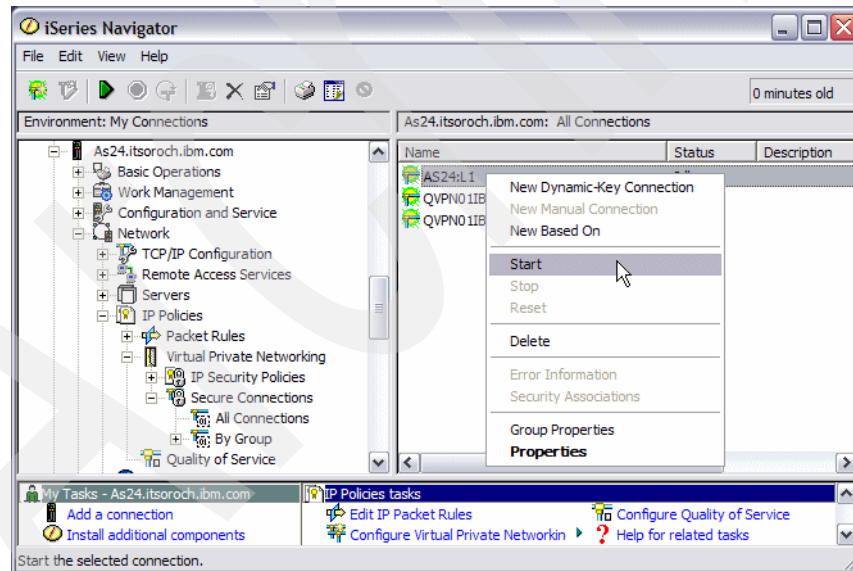 iSeries Navigator
File Edit View Help
0 minutes old
Environment: My Connections
As24.itsoroch.ibm.com: All Connections
As24.itsoroch.ibm.com
Basic Operations
Work Management
Configuration and Service
Network
TCP/IP Configuration
Remote Access Services
Servers
IP Policies
Packet Rules
Virtual Private Networking
IP Security Policies
Secure Connections
All Connections
By Group
Quality of Service
Name Status Description
AS24:L1
QVPN01IB
QVPN01IB
New Dynamic-Key Connection
New Manual Connection
New Based On
Start
Stop
Reset
Delete
Error Information
Security Associations
Group Properties
Properties
My Tasks - As24.itsoroch.ibm.com
Add a connection
Install additional components
IP Policies tasks
Edit IP Packet Rules
Configure Virtual Private Networkin
Configure Quality of Service
Help for related tasks
Start the selected connection.